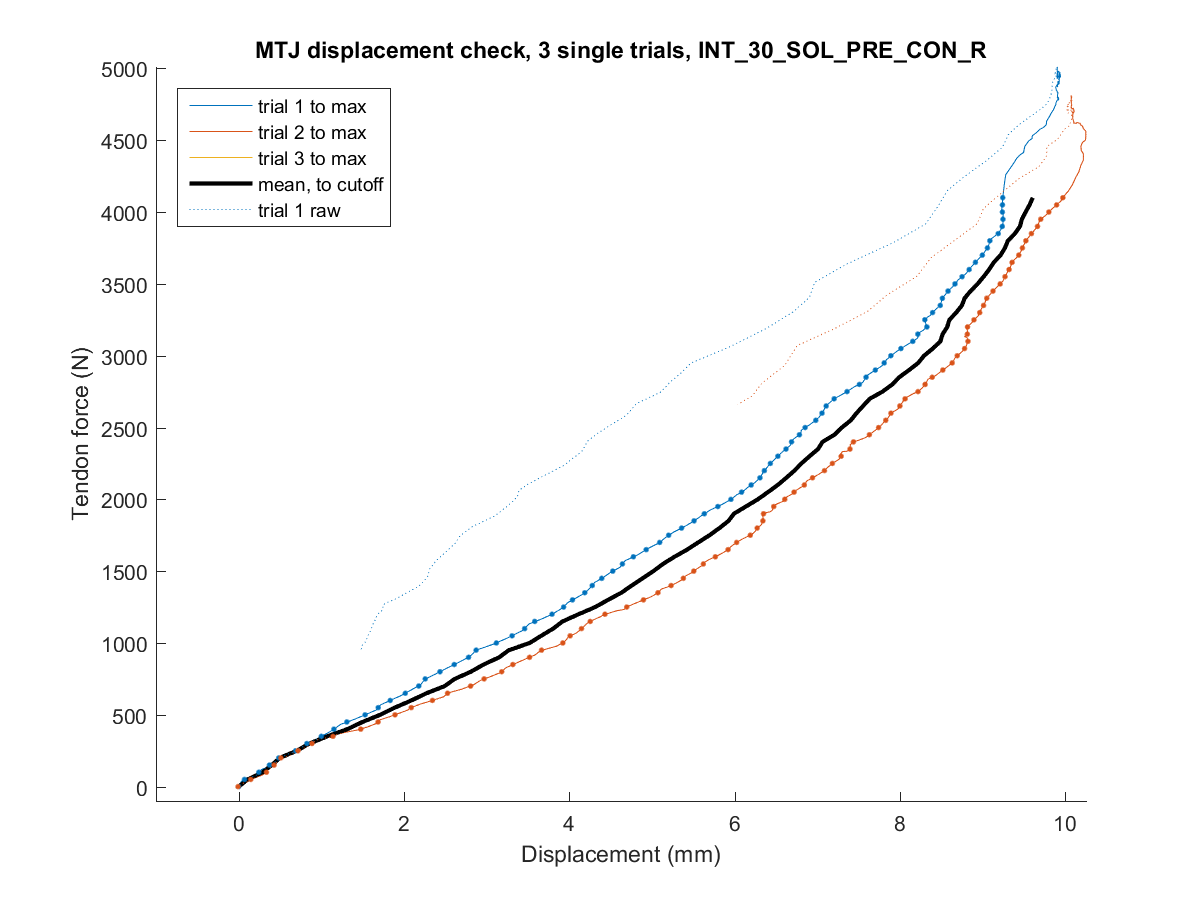 MTJ displacement check, 3 single trials, INT_30_SOL_PRE_CON_R
trial 1 to max
trial 2 to max
trial 3 to max
mean, to cutoff
trial 1 raw
5000
4500
4000
3500
3000
2500
2000
1500
1000
500
0
Tendon force (N)
0 2 4 6 8 10
Displacement (mm)